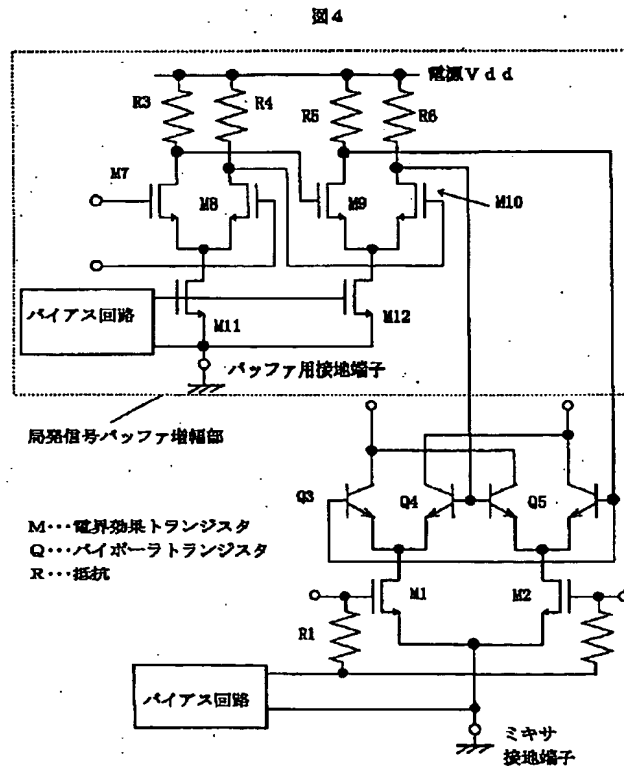 図4
電源Vdd
R3
R4
R5
R6
M7
M8
M9
M10
バイアス回路
M11
M12
バッファ用接地端子
局発信号バッファ増幅部
Q3
Q4
Q5
M･･･電界効果トランジスタ
Q･･･バイポーラトランジスタ
R･･･抵抗
M1
M2
R1
バイアス回路
ミキサ
接地端子